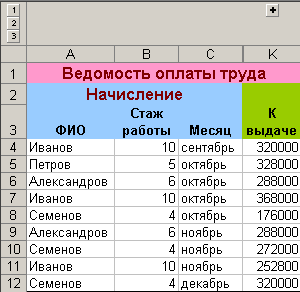 1
2
3
+
A B C K
1 Ведомость оплаты труда
2 Начисление
3 ФИО Стаж работы Месяц К выдаче
4 Иванов 10 сентябрь 320000
5 Петров 5 октябрь 328000
6 Александров 6 октябрь 288000
7 Иванов 10 октябрь 368000
8 Семенов 4 октябрь 176000
9 Александров 6 ноябрь 288000
10 Семенов 4 ноябрь 272000
11 Иванов 10 ноябрь 252800
12 Семенов 4 декабрь 320000